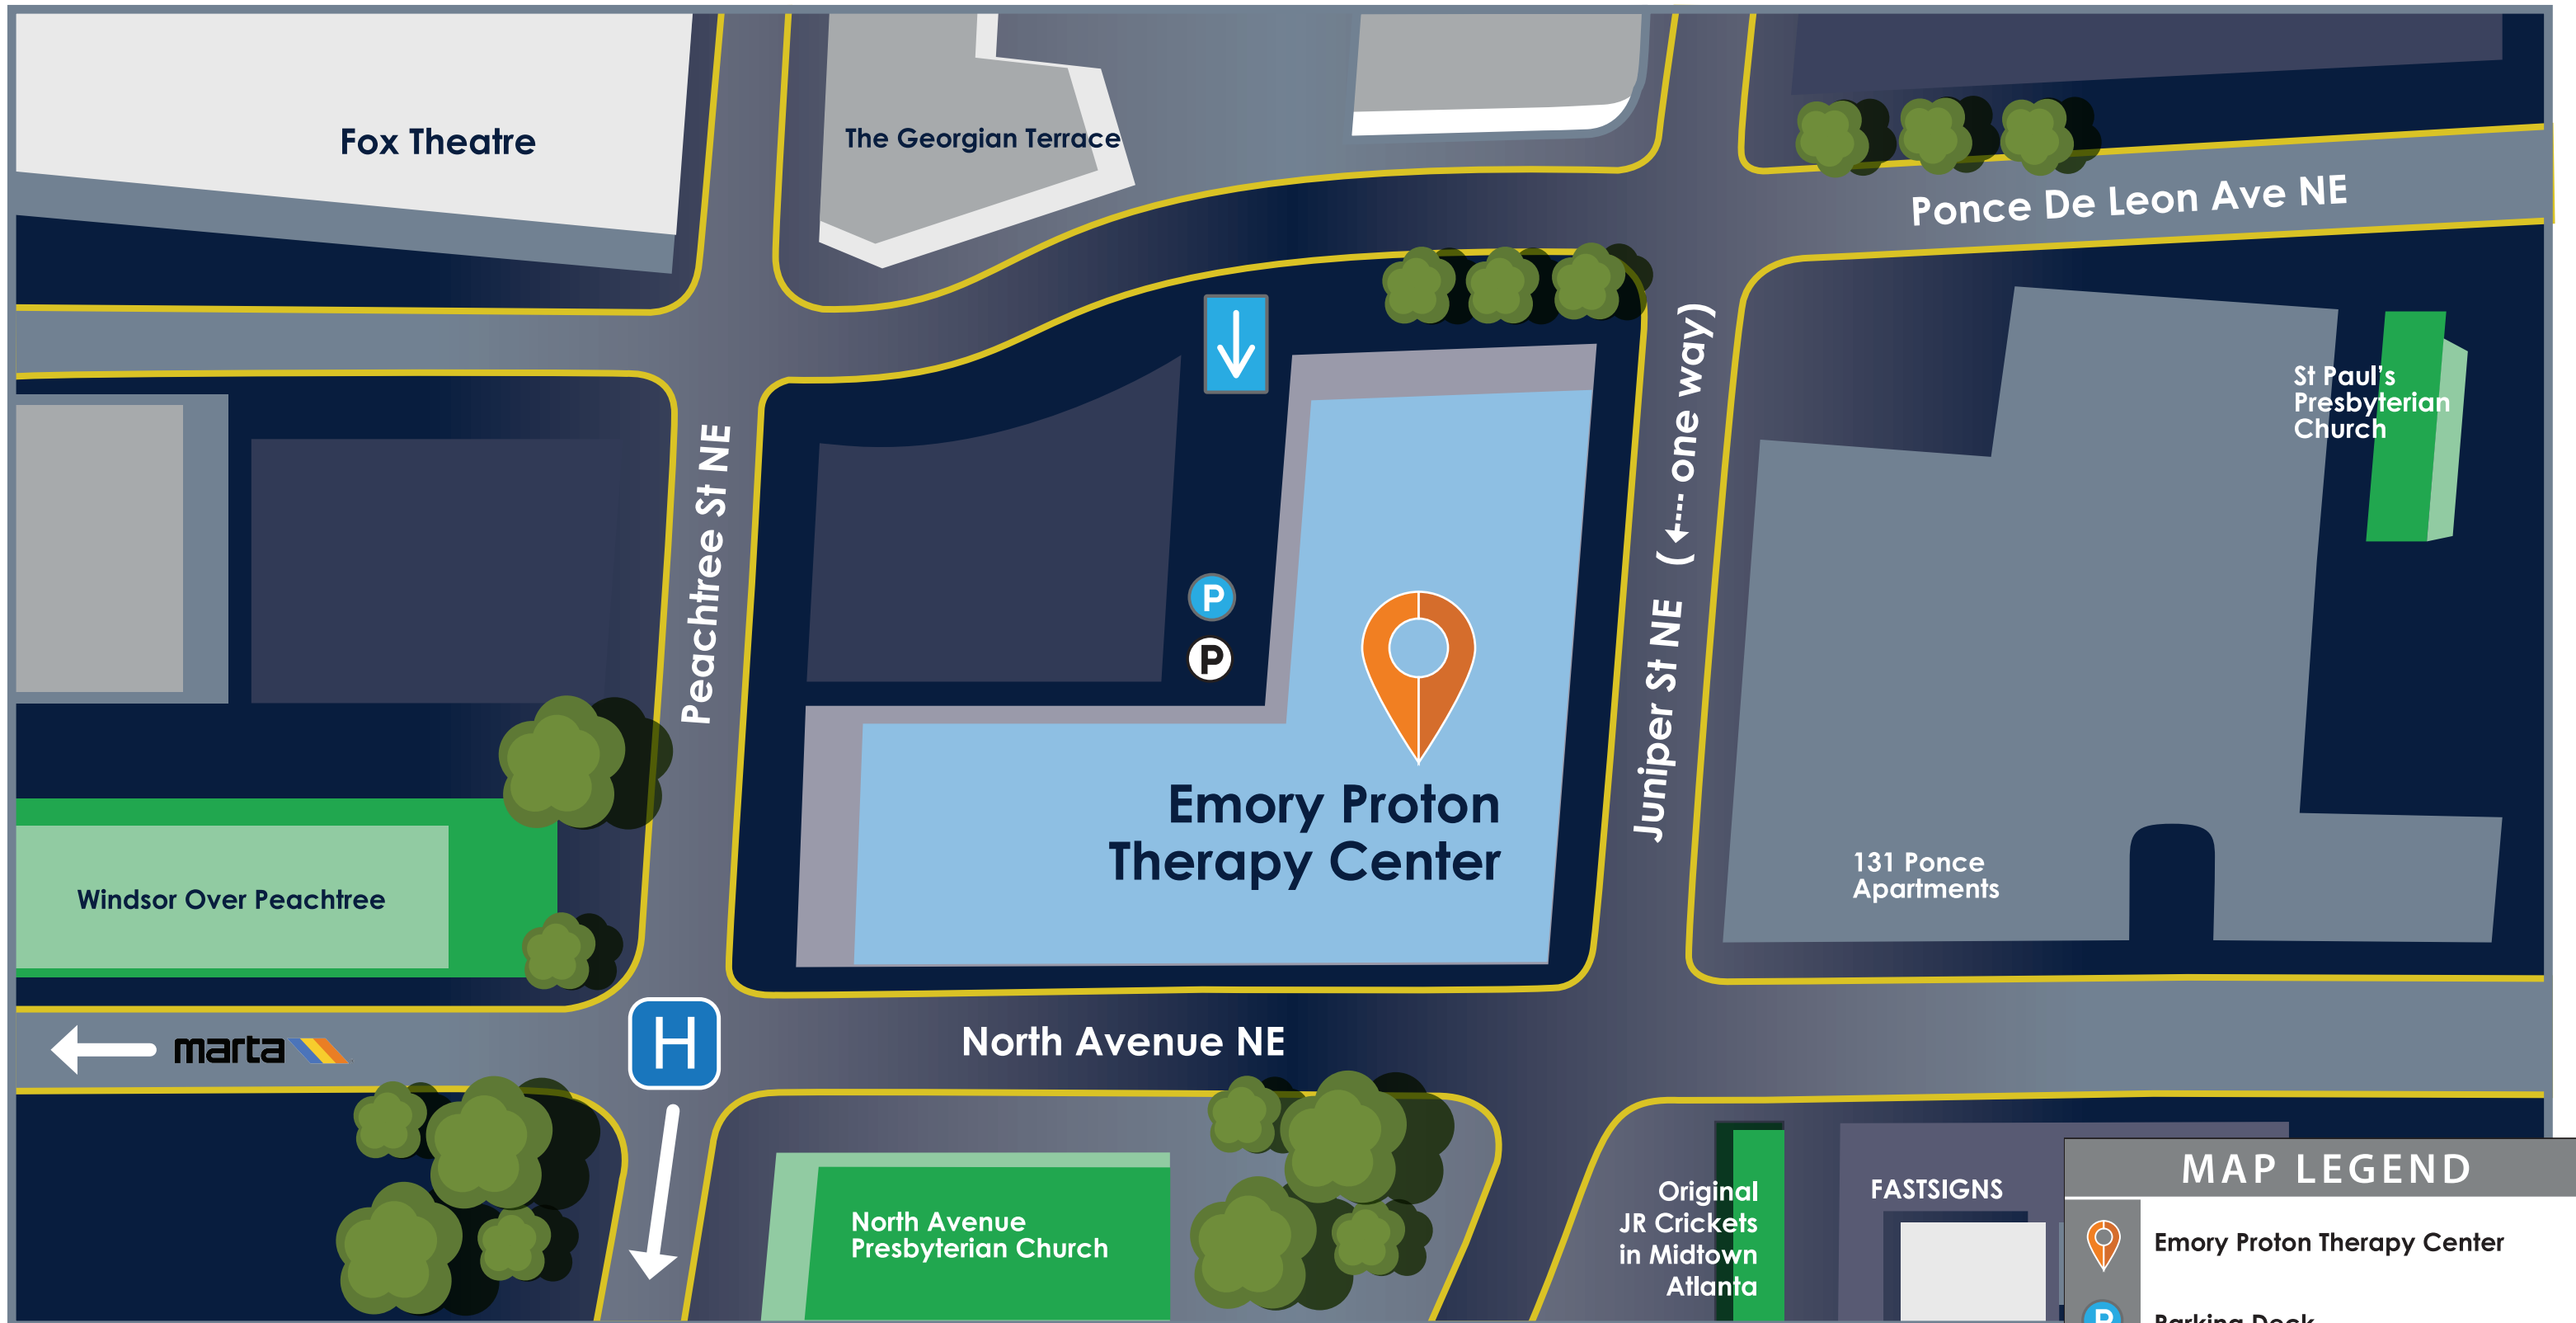 Fox Theatre
The Georgian Terrace
Ponce De Leon Ave NE
St Paul's
Presbyterian
Church
Peachtree St NE
Juniper St NE (←---- one way)
P
P
Emory Proton
Therapy Center
131 Ponce
Apartments
Windsor Over Peachtree
marta
H
North Avenue NE
North Avenue
Presbyterian Church
Original
JR Crickets
in Midtown
Atlanta
FASTSIGNS
MAP LEGEND
Emory Proton Therapy Center
P
Parking Deck